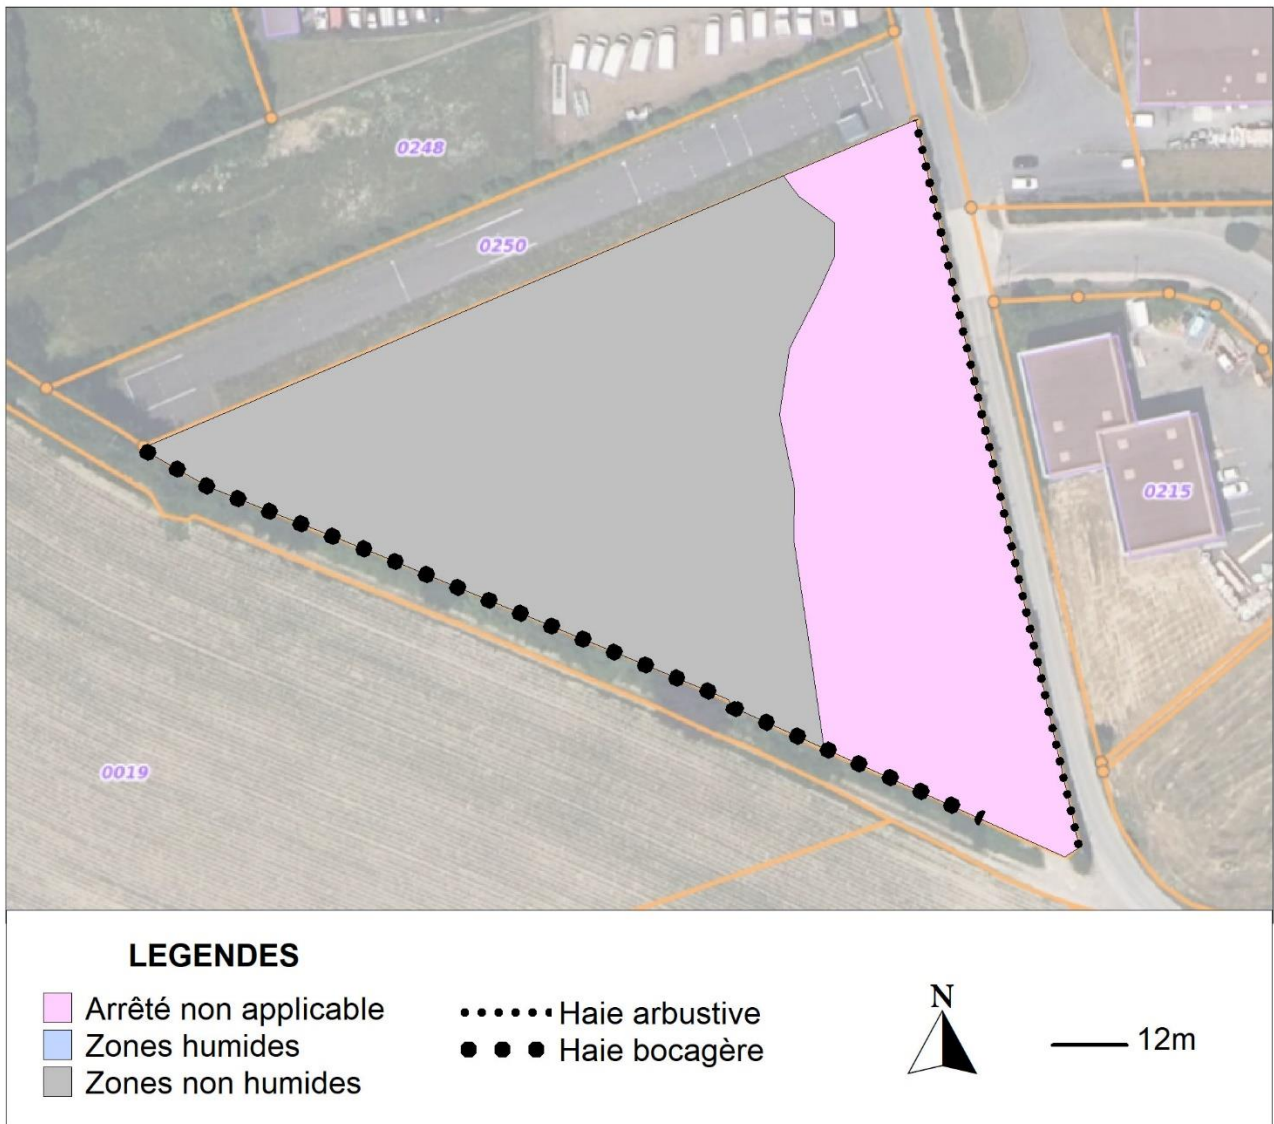 0248
0250
0215
0019
LEGENDES
Arrêté non applicable
Zones humides
Zones non humides
Haie arbustive
Haie bocagère
N
12m